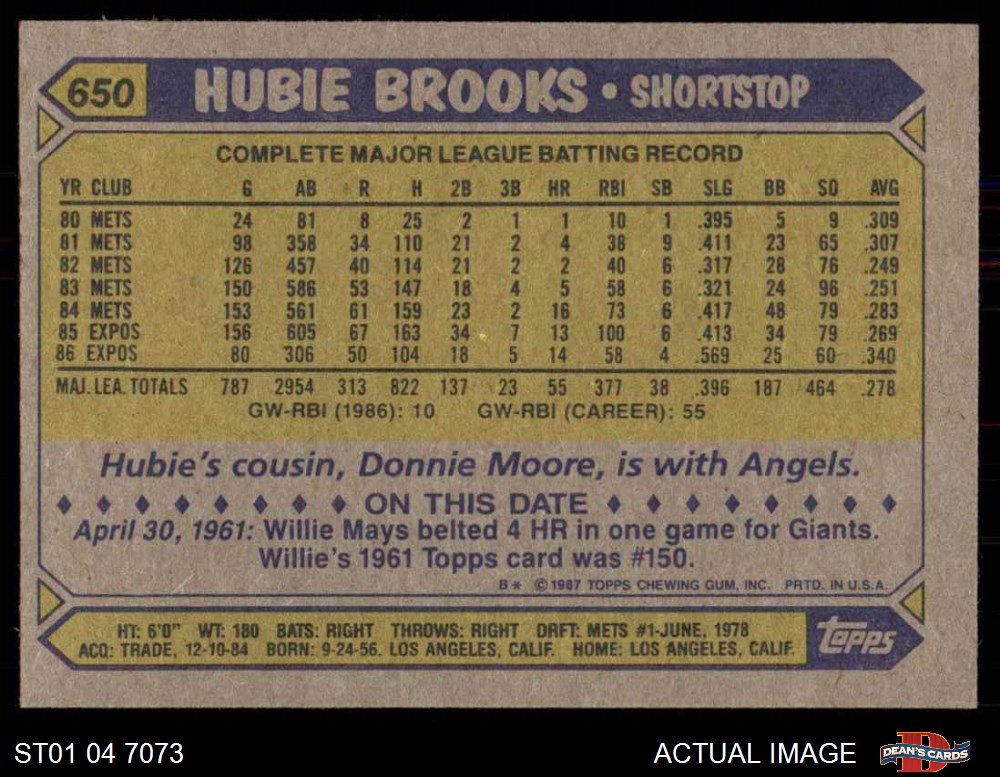 650 HUBIE BROOKS • SHORTSTOP
COMPLETE MAJOR LEAGUE BATTING RECORD
YR CLUB G AB R H 2B 3B HR RBI SB SLG BB SO AVG
80 METS 24 81 8 25 2 1 1 10 1 .395 5 9 .309
81 METS 98 358 34 110 21 2 4 38 9 .411 23 65 .307
82 METS 126 457 40 114 21 2 2 40 6 .317 28 76 .249
83 METS 150 586 53 147 18 4 5 58 6 .321 24 96 .251
84 METS 153 561 61 159 23 2 16 73 6 .417 48 79 .283
85 EXPOS 156 605 67 163 34 7 13 100 6 .413 34 79 .269
86 EXPOS 80 306 50 104 18 5 14 58 4 .569 25 60 .340
MAJ. LEA. TOTALS 787 2954 313 822 137 23 55 377 38 .396 187 464 .278
GW-RBI (1986): 10 GW-RBI (CAREER): 55
Hubie's cousin, Donnie Moore, is with Angels.
ON THIS DATE
April 30, 1961: Willie Mays belted 4 HR in one game for Giants.
Willie's 1961 Topps card was #150.
B* © 1987 TOPPS CHEWING GUM, INC. PRTD. IN U.S.A.
HT: 6'0" WT: 180 BATS: RIGHT THROWS: RIGHT DRFT: METS #1-JUNE, 1978
ACQ: TRADE, 12-10-84 BORN: 9-24-56. LOS ANGELES, CALIF. HOME: LOS ANGELES, CALIF.
Topps
ST01 04 7073 ACTUAL IMAGE D DEAN'S CARDS